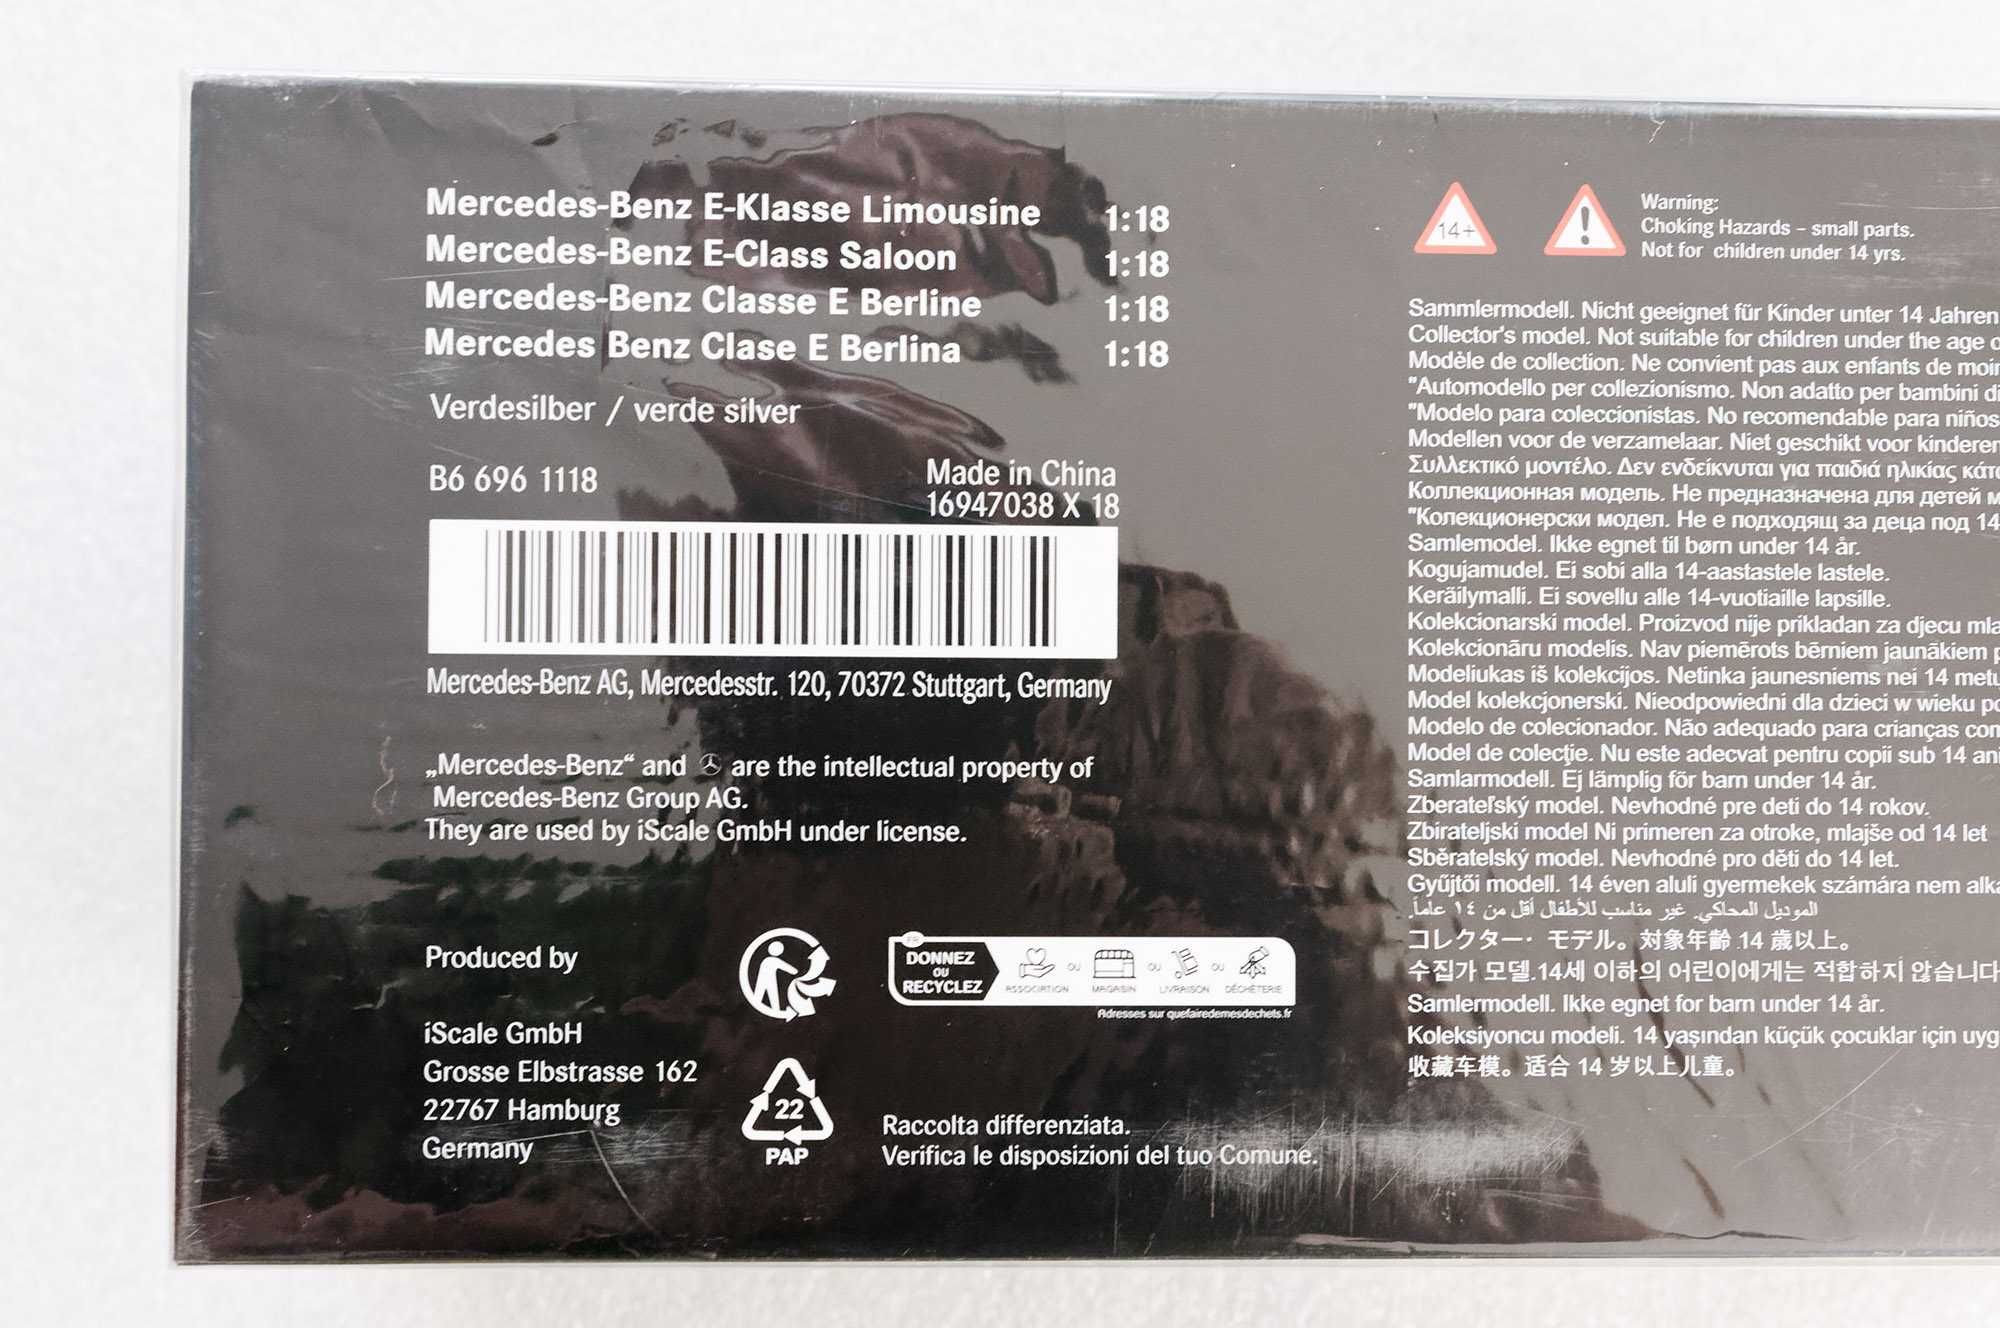 Mercedes-Benz E-Klasse Limousine 1:18
Mercedes-Benz E-Class Saloon 1:18
Mercedes-Benz Classe E Berline 1:18
Mercedes Benz Clase E Berlina 1:18
Verdesilber / verde silver
B6 696 1118
Made in China
16947038 X 18
Mercedes-Benz AG, Mercedesstr. 120, 70372 Stuttgart, Germany
„Mercedes-Benz“ and are the intellectual property of
Mercedes-Benz Group AG.
They are used by iScale GmbH under license.
Produced by
iScale GmbH
Grosse Elbstrasse 162
22767 Hamburg
Germany
FR
DONNEZ
OU
RECYCLEZ
ASSOCIATION OU MAGASIN OU LIVRAISON OU DÉCHÈTERIE
Adresses sur quefairedemesdechets.fr
22
PAP
Raccolta differenziata.
Verifica le disposizioni del tuo Comune.
14+
Warning:
Choking Hazards – small parts.
Not for children under 14 yrs.
Sammlermodell. Nicht geeignet für Kinder unter 14 Jahren
Collector's model. Not suitable for children under the age
Modèle de collection. Ne convient pas aux enfants de
"Automodello per collezionismo. Non adatto per bambini
"Modelo para coleccionistas. No recomendable para niños
Modellen voor de verzamelaar. Niet geschikt voor kinderen
Συλλεκτικό μοντέλο. Δεν ενδείκνυται για παιδιά ηλικίας
Коллекционная модель. Не предназначена для детей
"Колекционерски модел. Не е подходящ за деца под 14
Samlemodel. Ikke egnet til børn under 14 år.
Kogujamudel. Ei sobi alla 14-aastastele lastele.
Keräilymalli. Ei sovellu alle 14-vuotiaille lapsille.
Kolekcionarski model. Proizvod nije prikladan za djecu
Kolekcionāru modelis. Nav piemērots bērniem jaunākiem
Modeliukas iš kolekcijos. Netinka jaunesniems nei 14
Model kolekcjonerski. Nieodpowiedni dla dzieci w wieku
Modelo de colecionador. Não adequado para crianças
Model de colecţie. Nu este adecvat pentru copii sub 14 ani
Samlarmodell. Ej lämplig för barn under 14 år.
Zberateľský model. Nevhodné pre deti do 14 rokov.
Zbirateljski model Ni primeren za otroke, mlajše od 14 let
Sběratelský model. Nevhodné pro děti do 14 let.
Gyűjtői modell. 14 éven aluli gyermekek számára nem
الموديل المحاكي. غير مناسب للأطفال أقل من ١٤ عاماً.
コレクター・モデル。対象年齢 14 歳以上。
수집가 모델.14세 이하의 어린이에게는 적합하지 않습니다
Samlermodell. Ikke egnet for barn under 14 år.
Koleksiyoncu modeli. 14 yaşından küçük çocuklar için
收藏车模。适合 14 岁以上儿童。